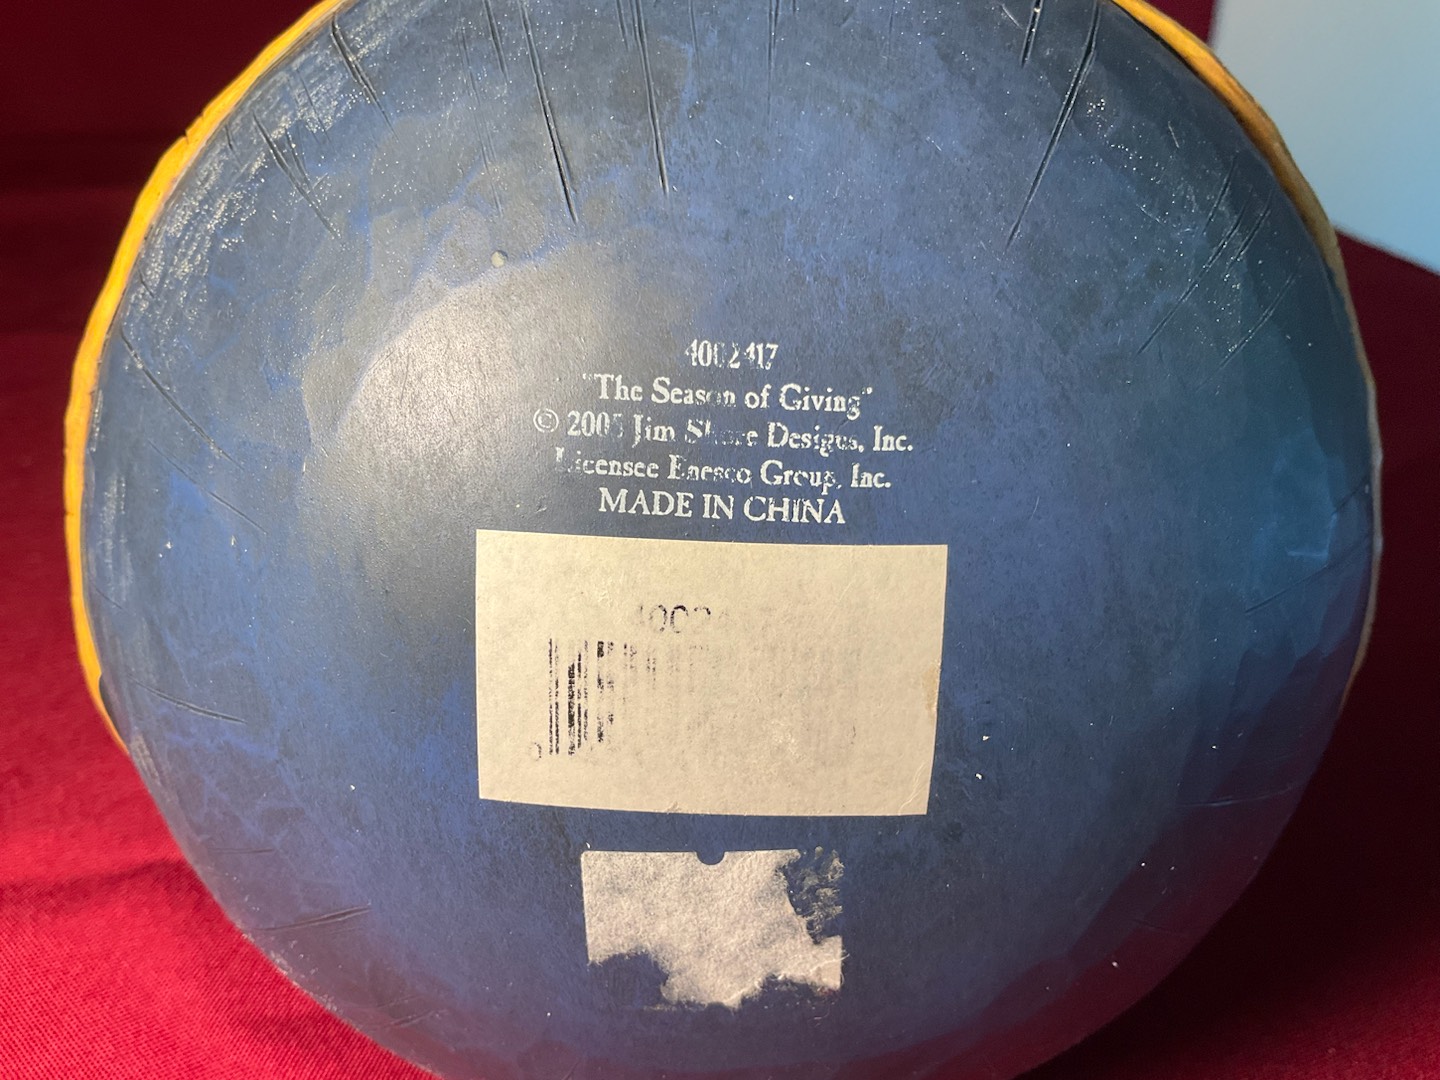 4002417
"The Season of Giving"
© 2005 Jim Shore Designs, Inc.
Licensee Enesco Group, Inc.
MADE IN CHINA